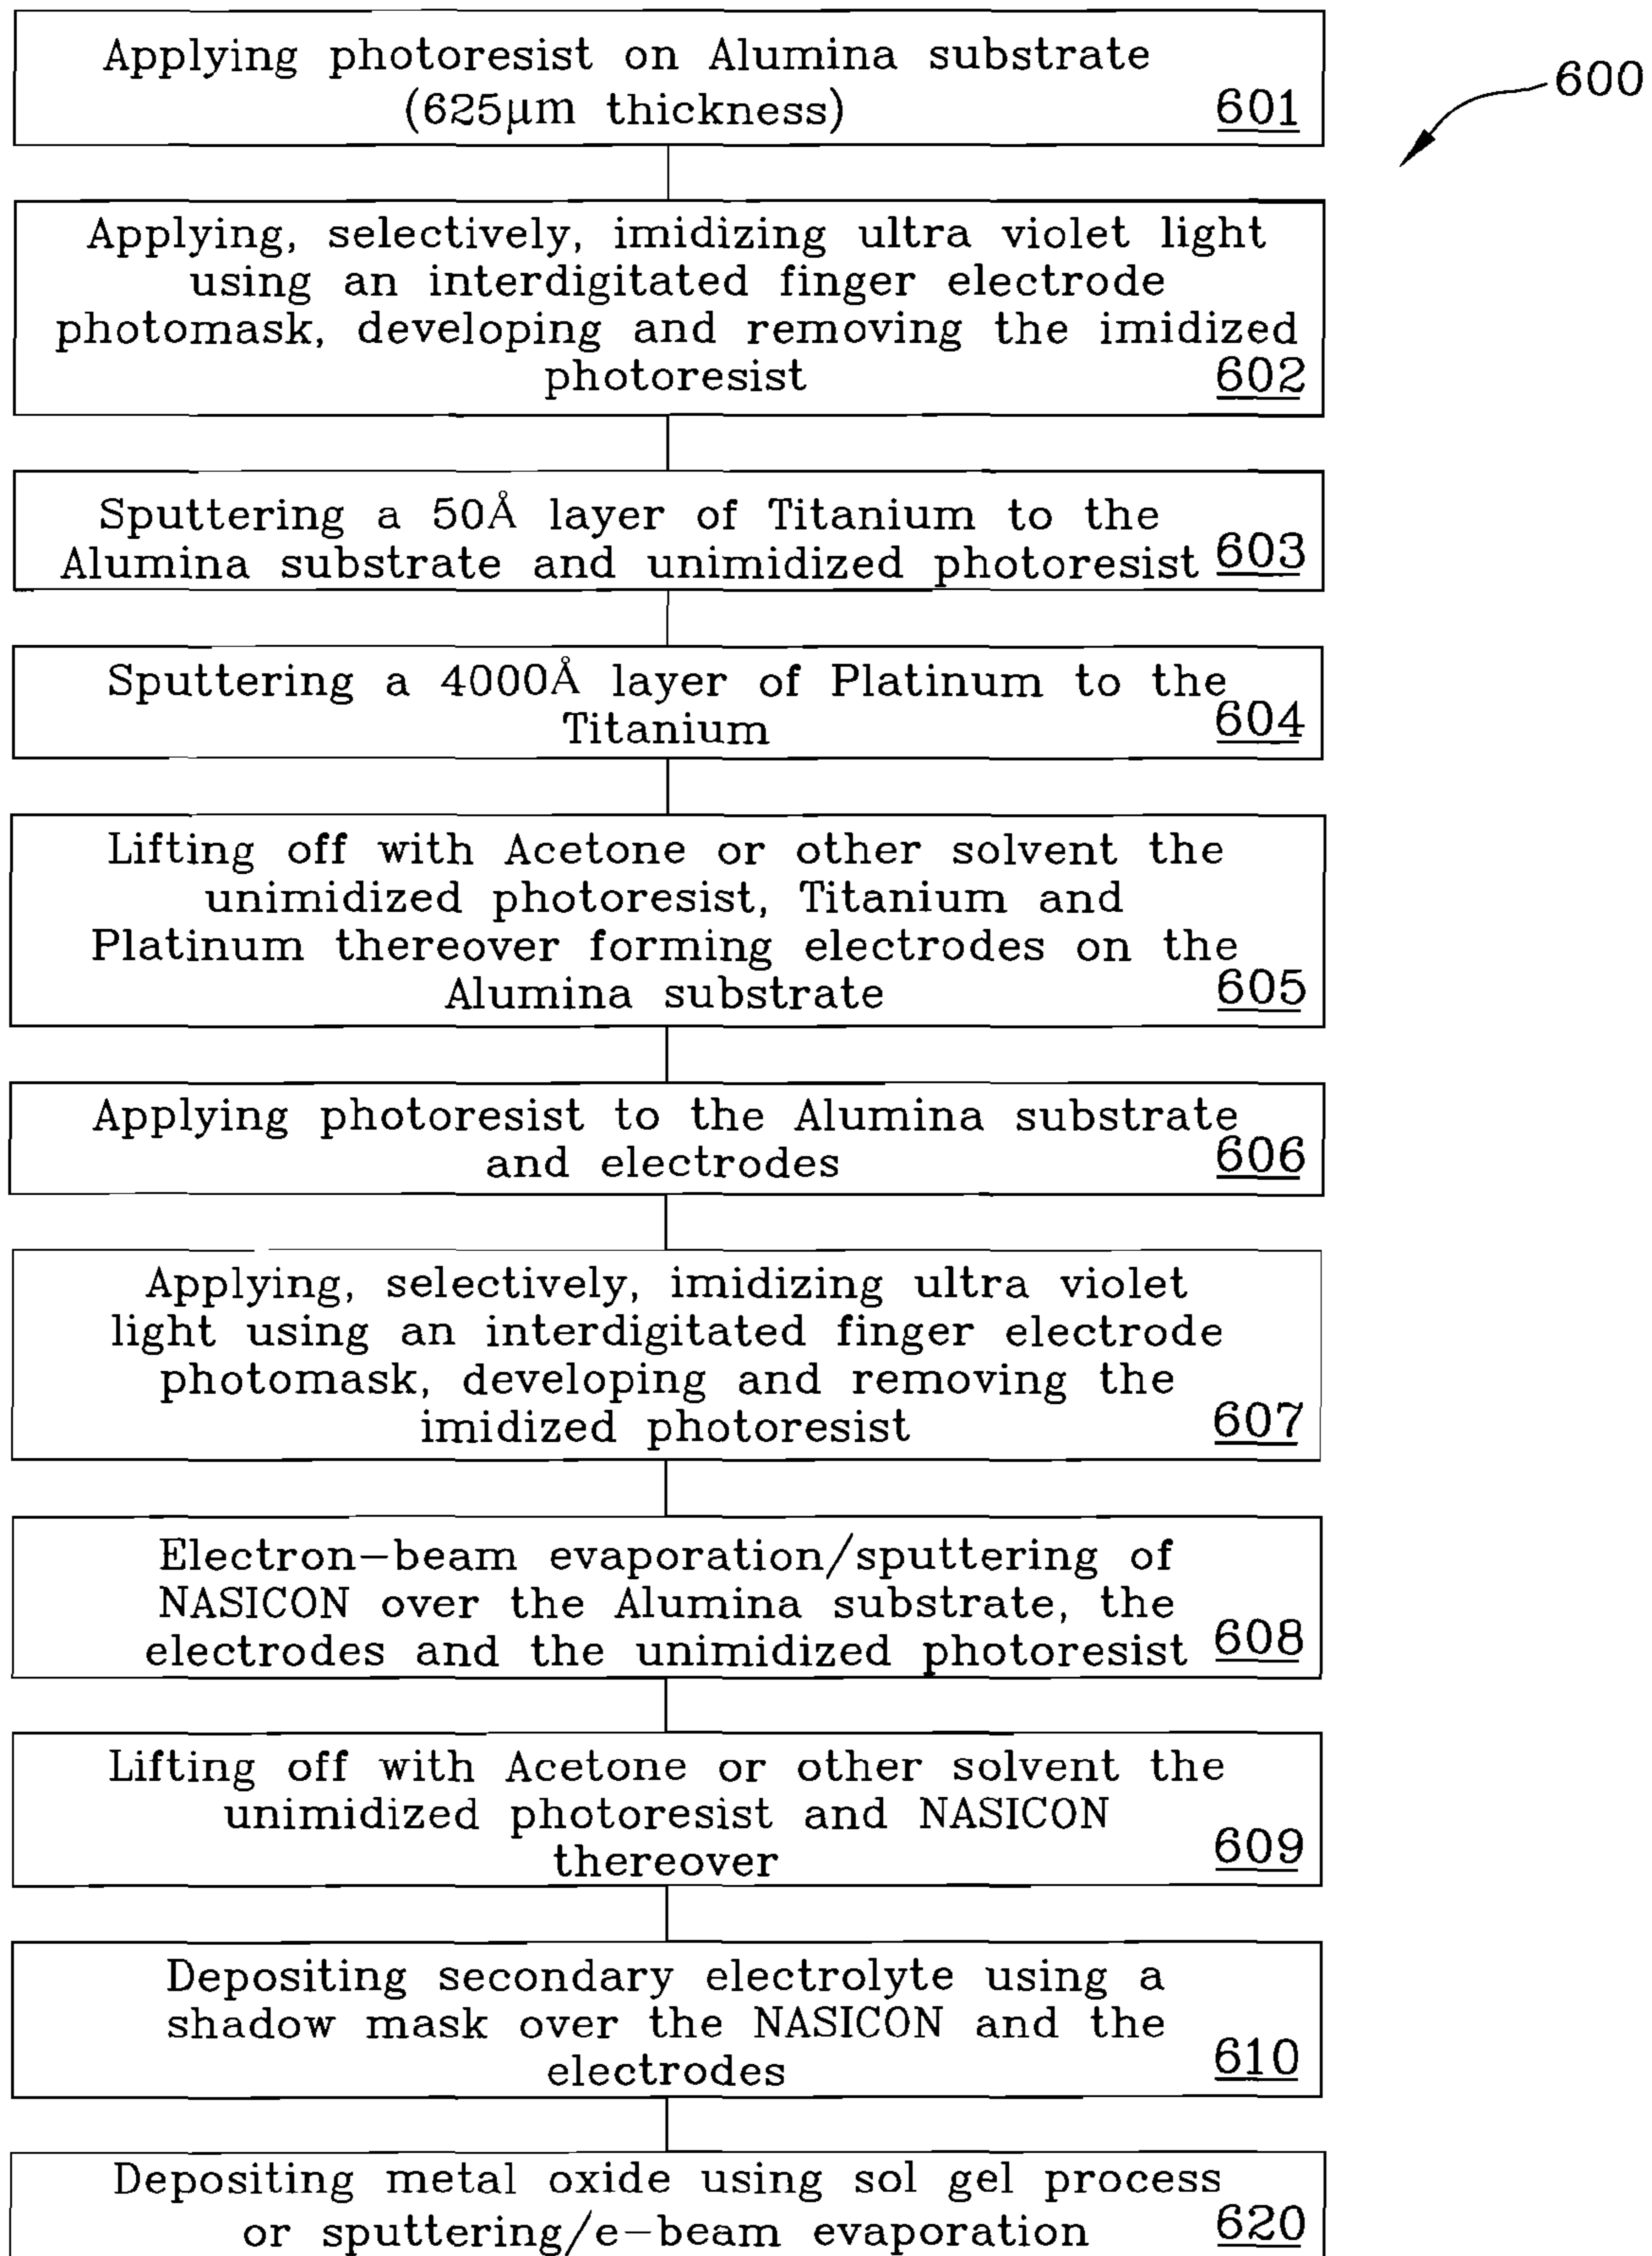 Applying photoresist on Alumina substrate
(625µm thickness)
601
600
Applying, selectively, imidizing ultra violet light
using an interdigitated finger electrode
photomask, developing and removing the imidized
photoresist
602
Sputtering a 50Å layer of Titanium to the
Alumina substrate and unimidized photoresist
603
Sputtering a 4000Å layer of Platinum to the
Titanium
604
Lifting off with Acetone or other solvent the
unimidized photoresist, Titanium and
Platinum thereover forming electrodes on the
Alumina substrate
605
Applying photoresist to the Alumina substrate
and electrodes
606
Applying, selectively, imidizing ultra violet
light using an interdigitated finger electrode
photomask, developing and removing the
imidized photoresist
607
Electron-beam evaporation/sputtering of
NASICON over the Alumina substrate, the
electrodes and the unimidized photoresist
608
Lifting off with Acetone or other solvent the
unimidized photoresist and NASICON
thereover
609
Depositing secondary electrolyte using a
shadow mask over the NASICON and the
electrodes
610
Depositing metal oxide using sol gel process
or sputtering/e-beam evaporation
620